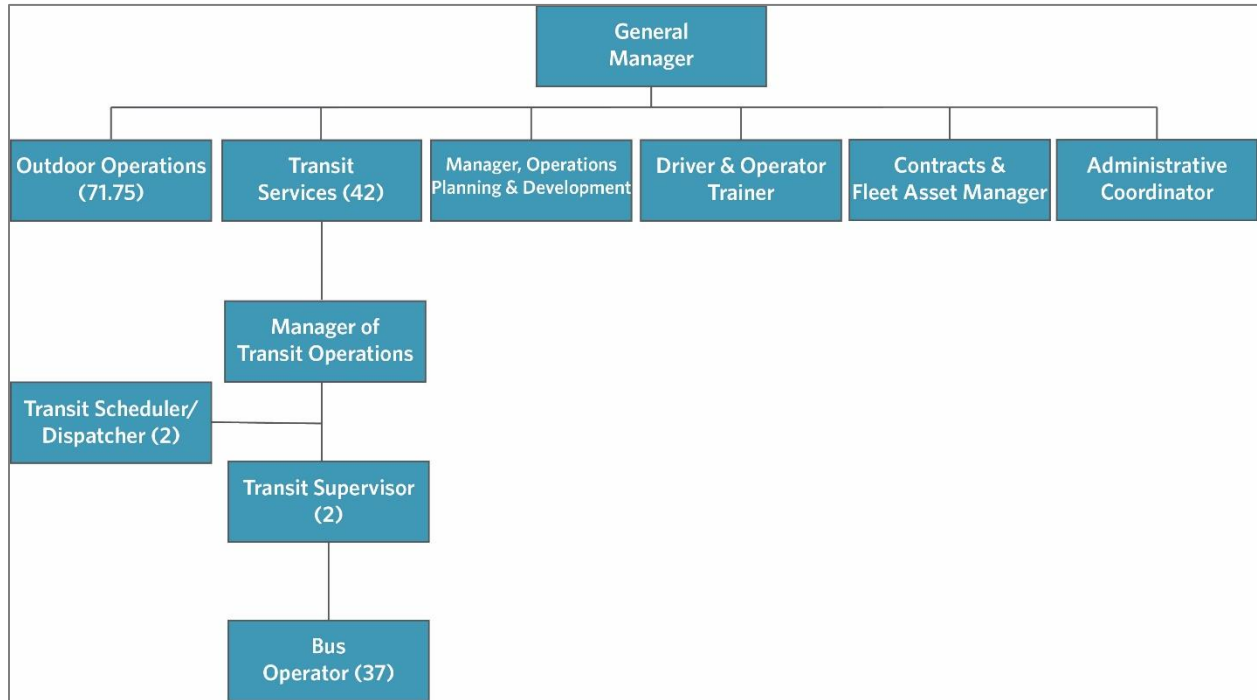 General
Manager
Outdoor Operations
(71.75)
Transit
Services (42)
Manager, Operations
Planning & Development
Driver & Operator
Trainer
Contracts &
Fleet Asset Manager
Administrative
Coordinator
Manager of
Transit Operations
Transit Scheduler/
Dispatcher (2)
Transit Supervisor
(2)
Bus
Operator (37)